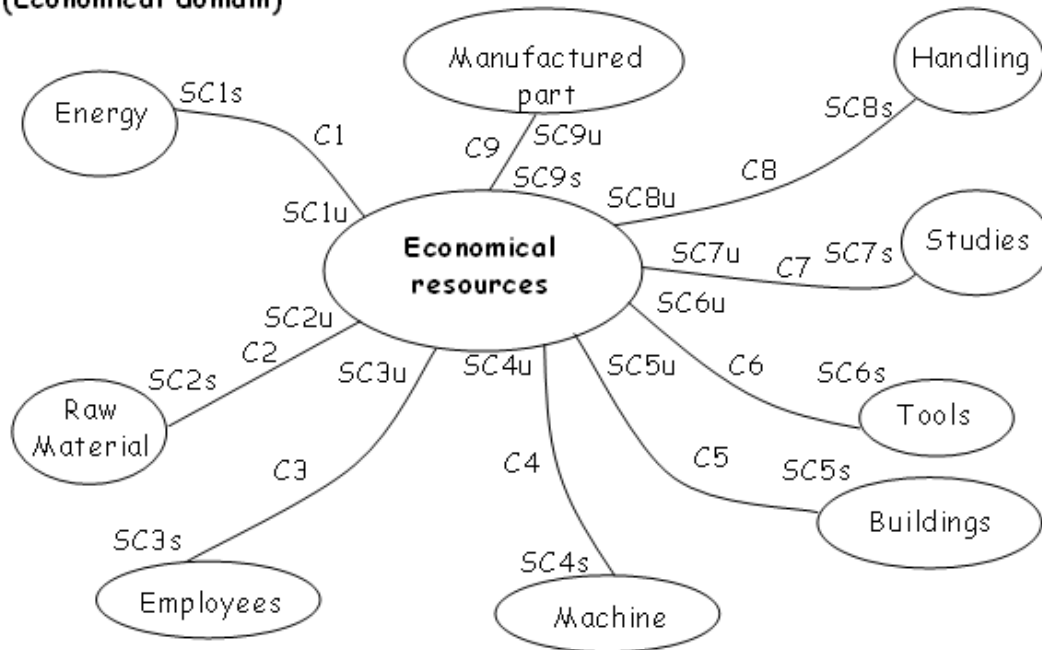 (Economical domain)
Manufactured
part
Handling
Energy
SC1s
SC8s
C1
C9
SC9u
C8
SC9s
SC8u
SC1u
Economical
resources
SC7u
C7
SC7s
Studies
SC6u
SC2u
C2
SC2s
SC3u
SC4u
SC5u
C6
SC6s
Raw
Material
Tools
C3
C4
C5
SC5s
Buildings
SC3s
SC4s
Employees
Machine